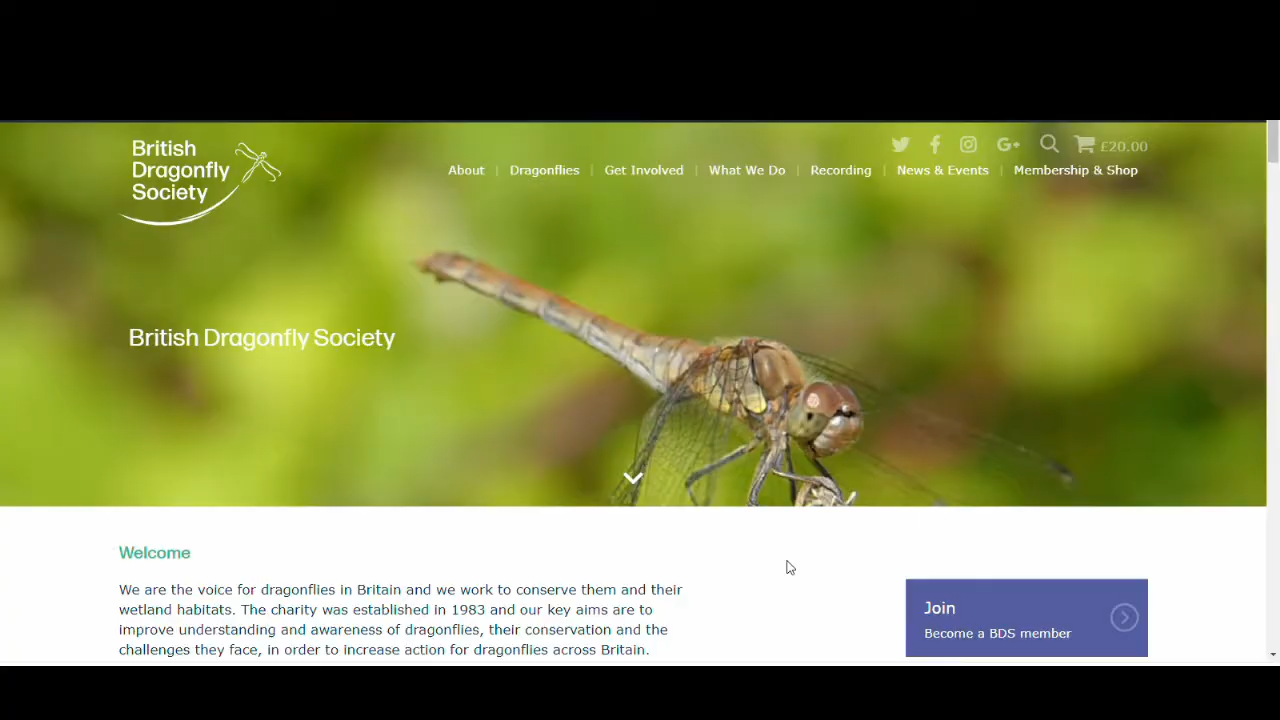 British
Dragonfly
Society
£20.00
About | Dragonflies | Get Involved | What We Do | Recording | News & Events | Membership & Shop
British Dragonfly Society
Welcome
We are the voice for dragonflies in Britain and we work to conserve them and their
wetland habitats. The charity was established in 1983 and our key aims are to
improve understanding and awareness of dragonflies, their conservation and the
challenges they face, in order to increase action for dragonflies across Britain.
Join
Become a BDS member